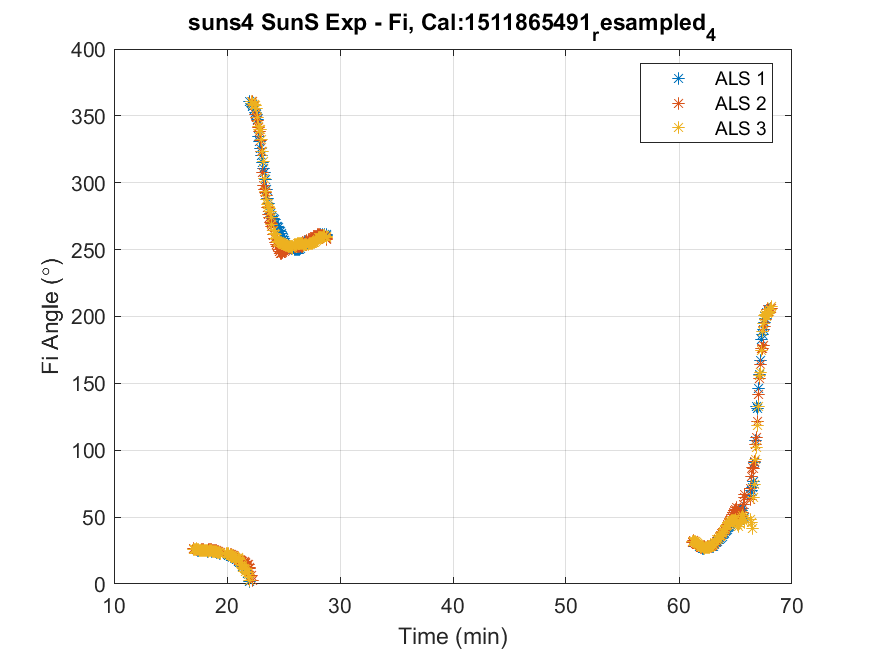 suns4 SunS Exp - Fi, Cal:1511865491_resampled_4
400
350
300
250
200
150
100
50
0
Fi Angle (°)
ALS 1
ALS 2
ALS 3
10 20 30 40 50 60 70
Time (min)